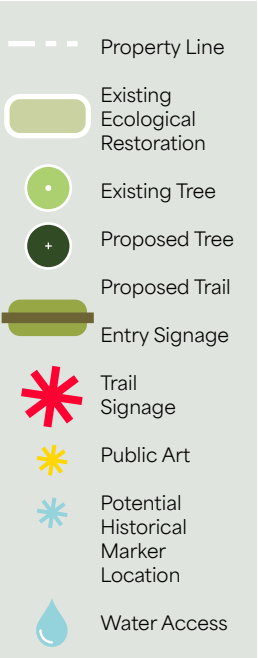 Property Line
Existing
Ecological
Restoration
Existing Tree
Proposed Tree
Proposed Trail
Entry Signage
Trail
Signage
Public Art
Potential
Historical
Marker
Location
Water Access